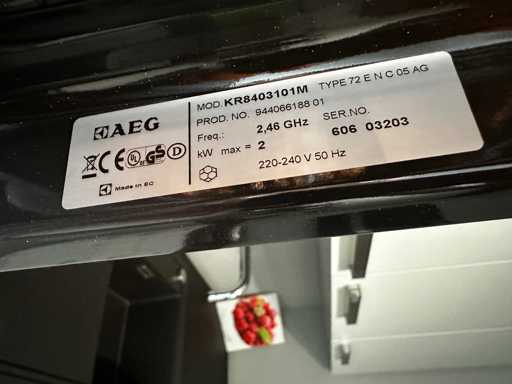 AEG
Made in EC
MOD. KR8403101M TYPE 72 E N C 05 AG
PROD. NO. 944066188 01
Freq.: 2,46 GHz SER.NO.
kW max = 2 606 03203
220-240 V 50 Hz